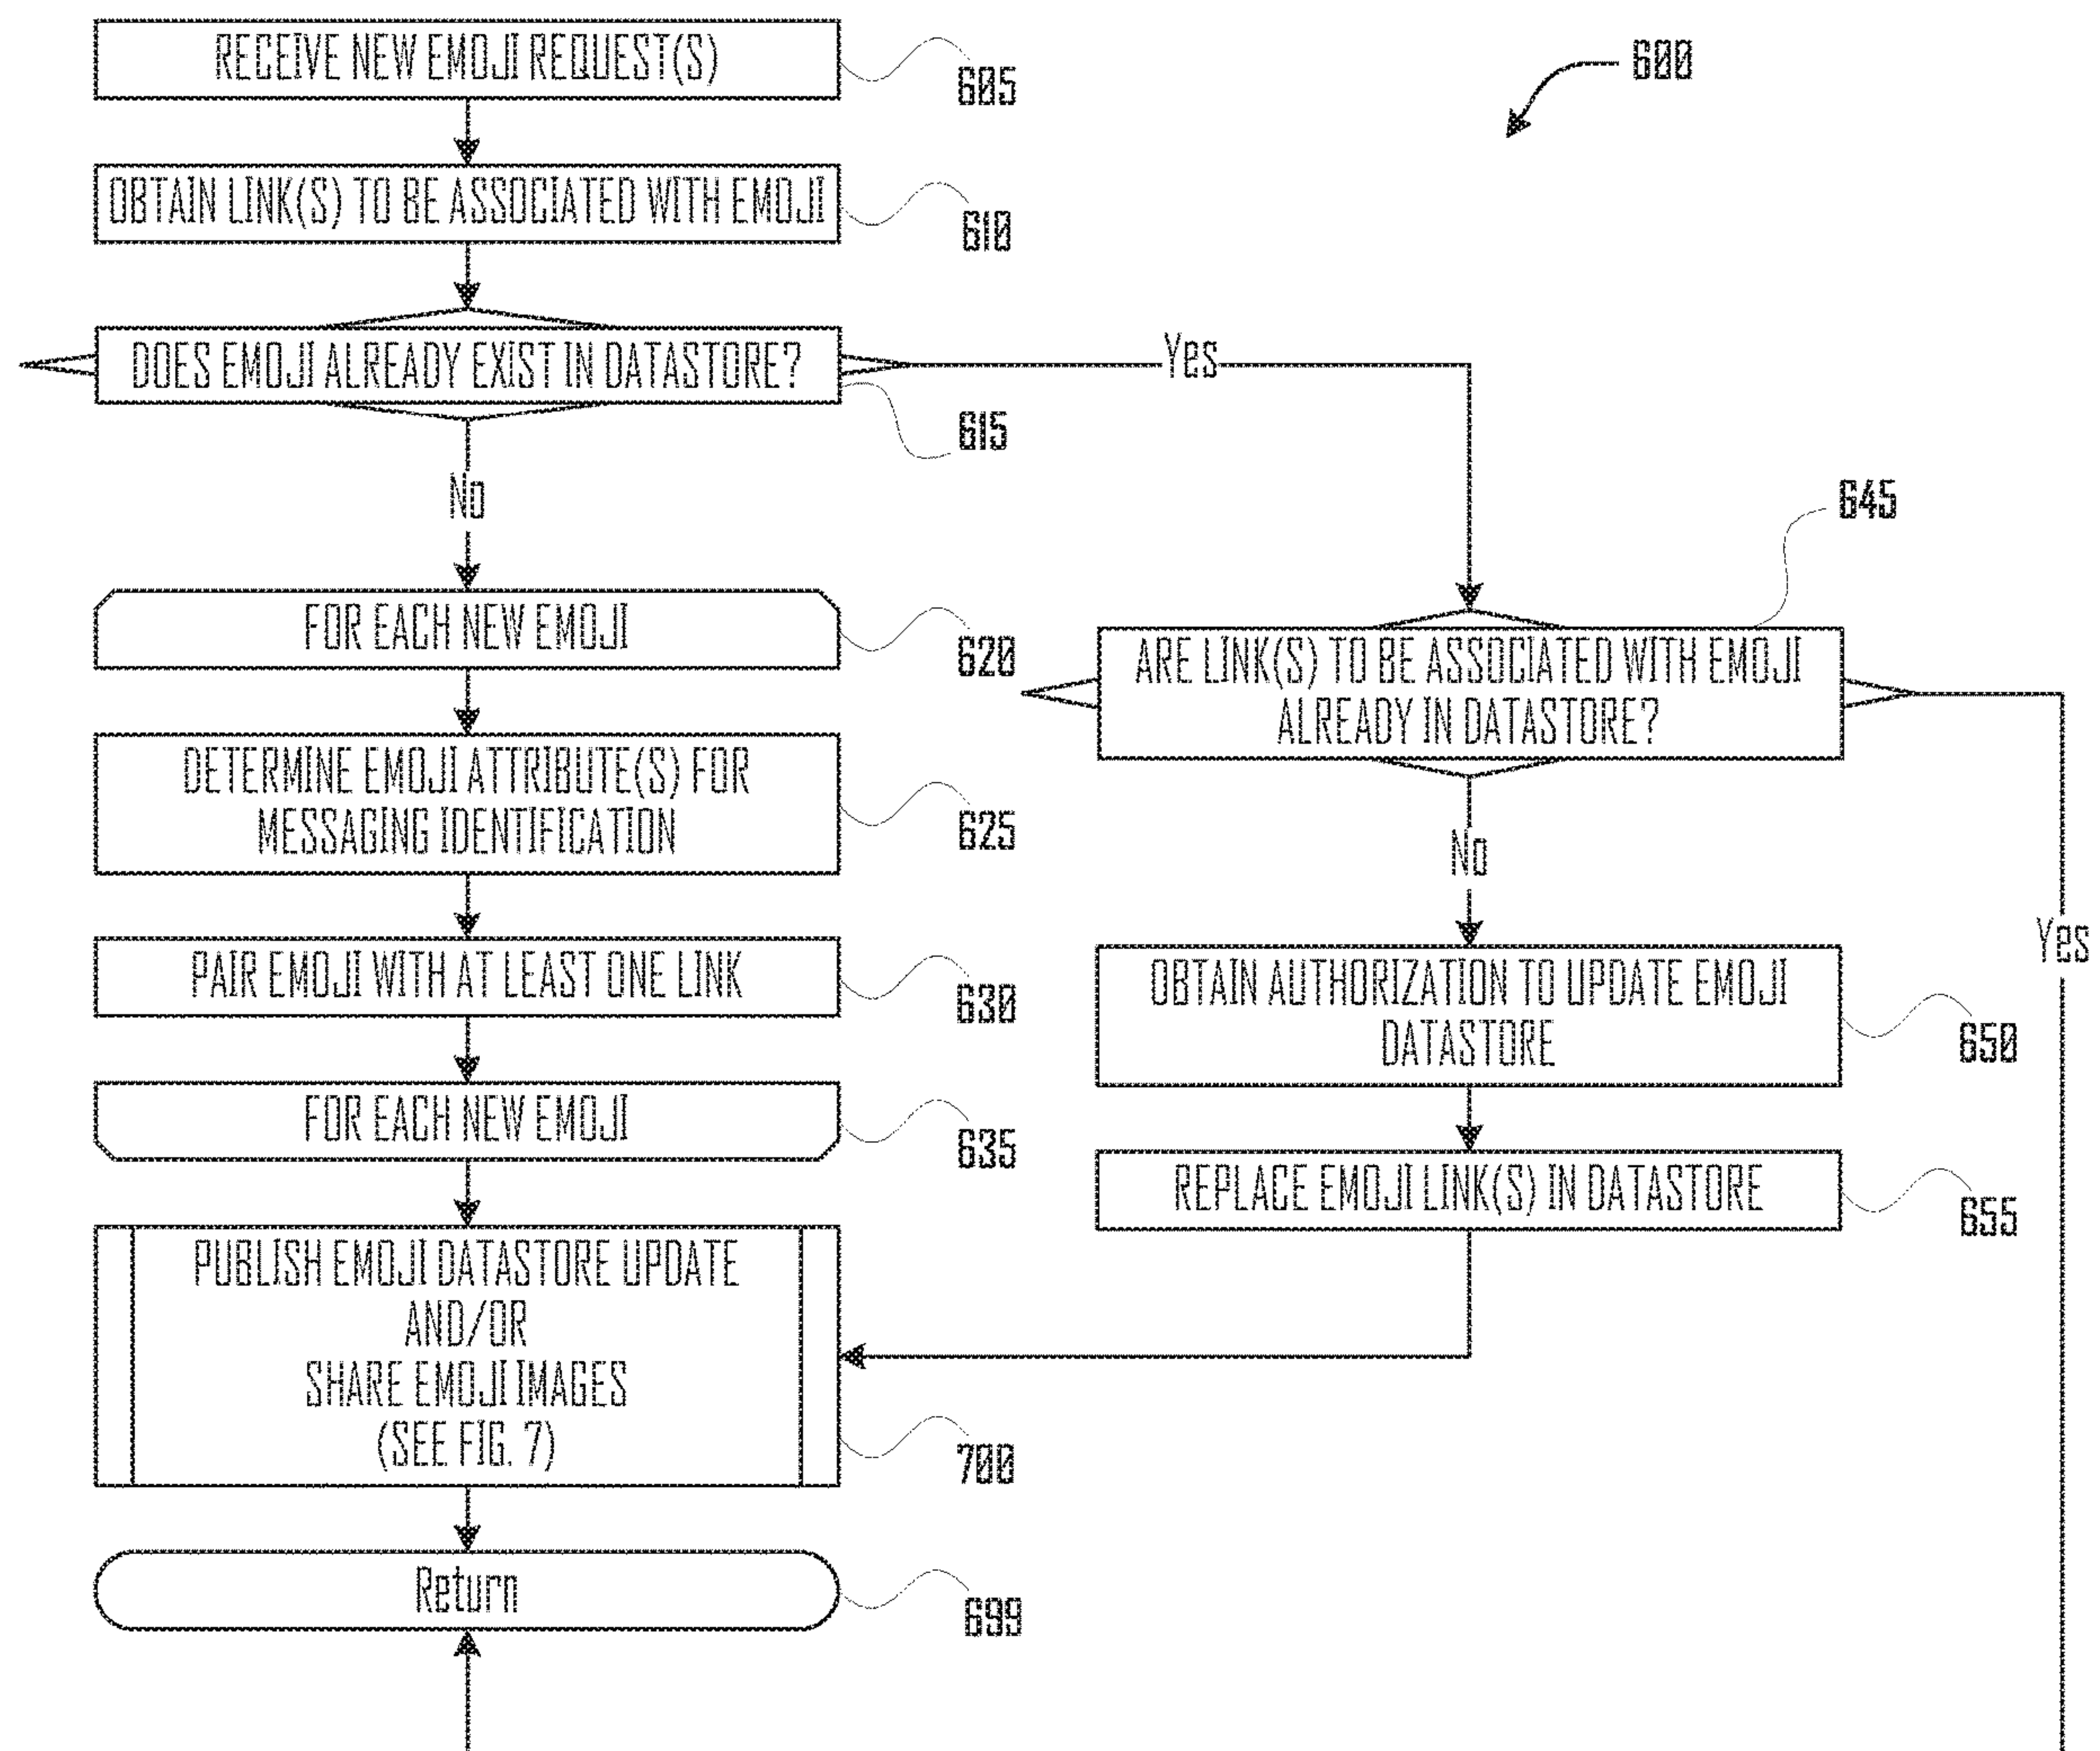 RECEIVE NEW EMOJI REQUEST(S)
605
600
OBTAIN LINK(S) TO BE ASSOCIATED WITH EMOJI
610
DOES EMOJI ALREADY EXIST IN DATASTORE?
Yes
615
No
645
FOR EACH NEW EMOJI
620
ARE LINK(S) TO BE ASSOCIATED WITH EMOJI
ALREADY IN DATASTORE?
DETERMINE EMOJI ATTRIBUTE(S) FOR
MESSAGING IDENTIFICATION
625
No
Yes
PAIR EMOJI WITH AT LEAST ONE LINK
630
OBTAIN AUTHORIZATION TO UPDATE EMOJI
DATASTORE
650
FOR EACH NEW EMOJI
635
REPLACE EMOJI LINK(S) IN DATASTORE
655
PUBLISH EMOJI DATASTORE UPDATE
AND/OR
SHARE EMOJI IMAGES
(SEE FIG. 7)
700
Return
699